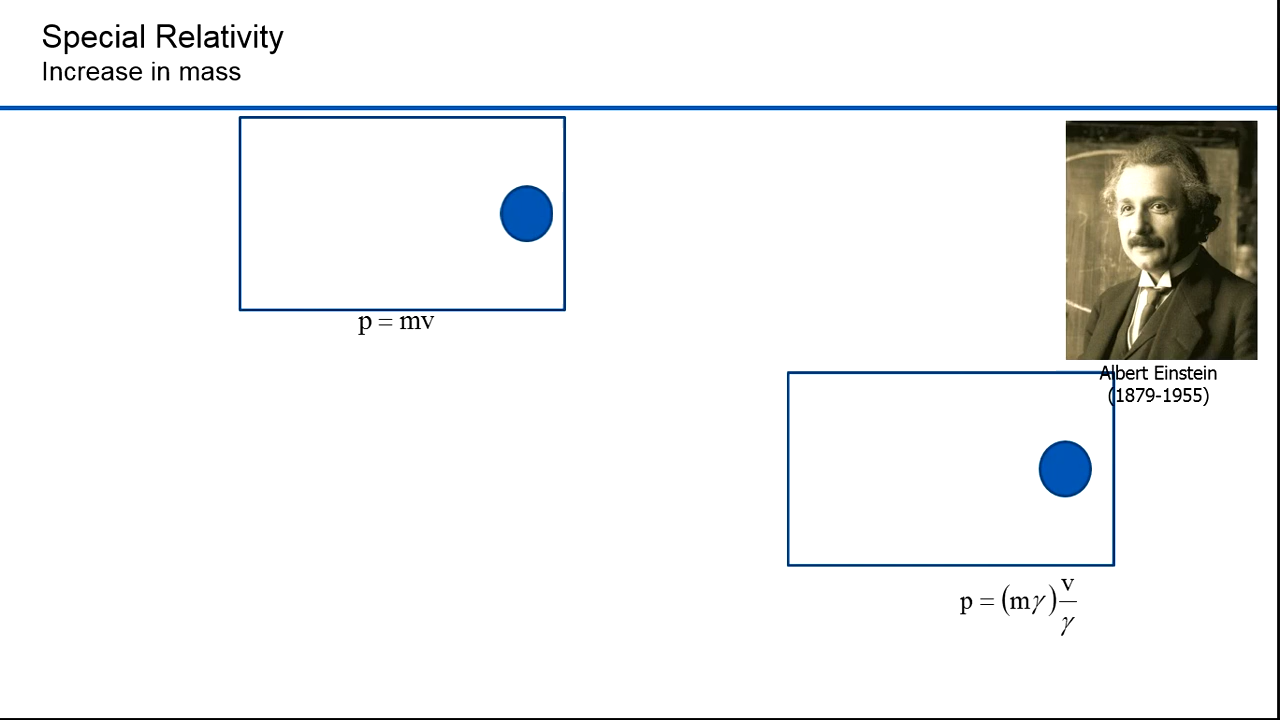 Special Relativity
Increase in mass
p = mv
Albert Einstein
(1879-1955)
p = (mγ) v/γ